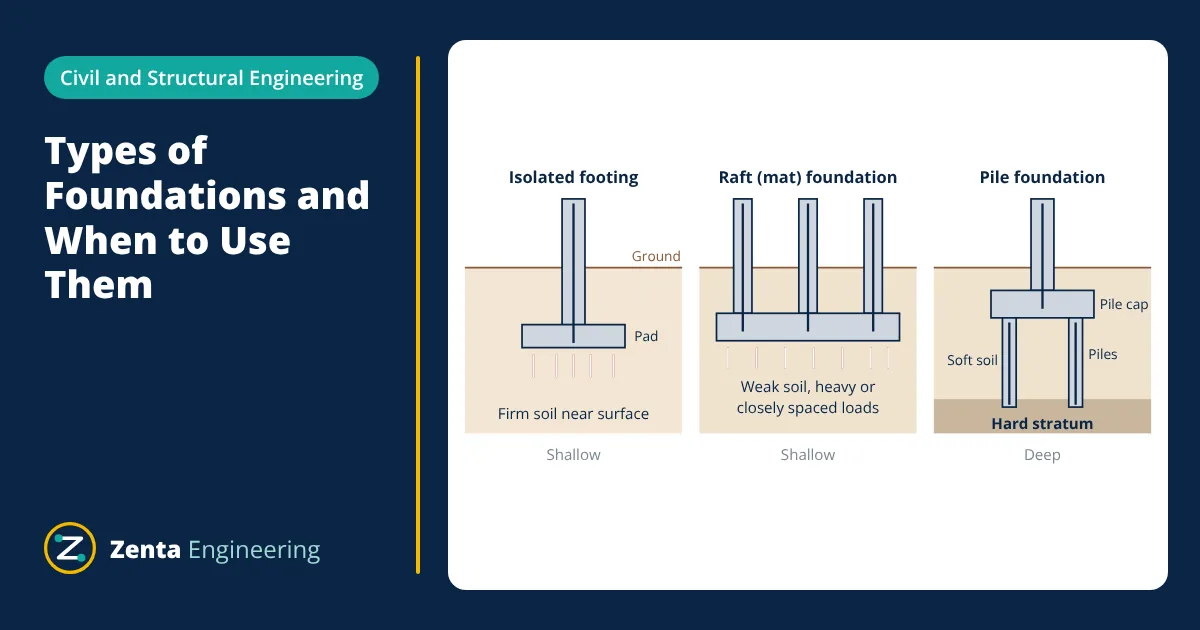 Civil and Structural Engineering
Types of
Foundations and
When to Use
Them
Z
Zenta Engineering
Isolated footing
Ground
Pad
Firm soil near surface
Shallow
Raft (mat) foundation
Weak soil, heavy or
closely spaced loads
Shallow
Pile foundation
Pile cap
Soft soil
Piles
Hard stratum
Deep